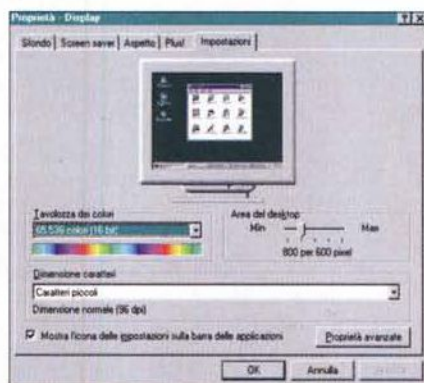 Proprietà - Display
Sfondo Screen saver Aspetto Plus! Impostazioni
Tavolozza dei colori
65.536 colori (16 bit)
Area del desktop
Min Max
800 per 600 pixel
Dimensione caratteri
Caratteri piccoli
Dimensione normale (96 dpi)
Mostra l'icona delle impostazioni sulla barra delle applicazioni
Proprietà avanzate
OK Annulla Applica